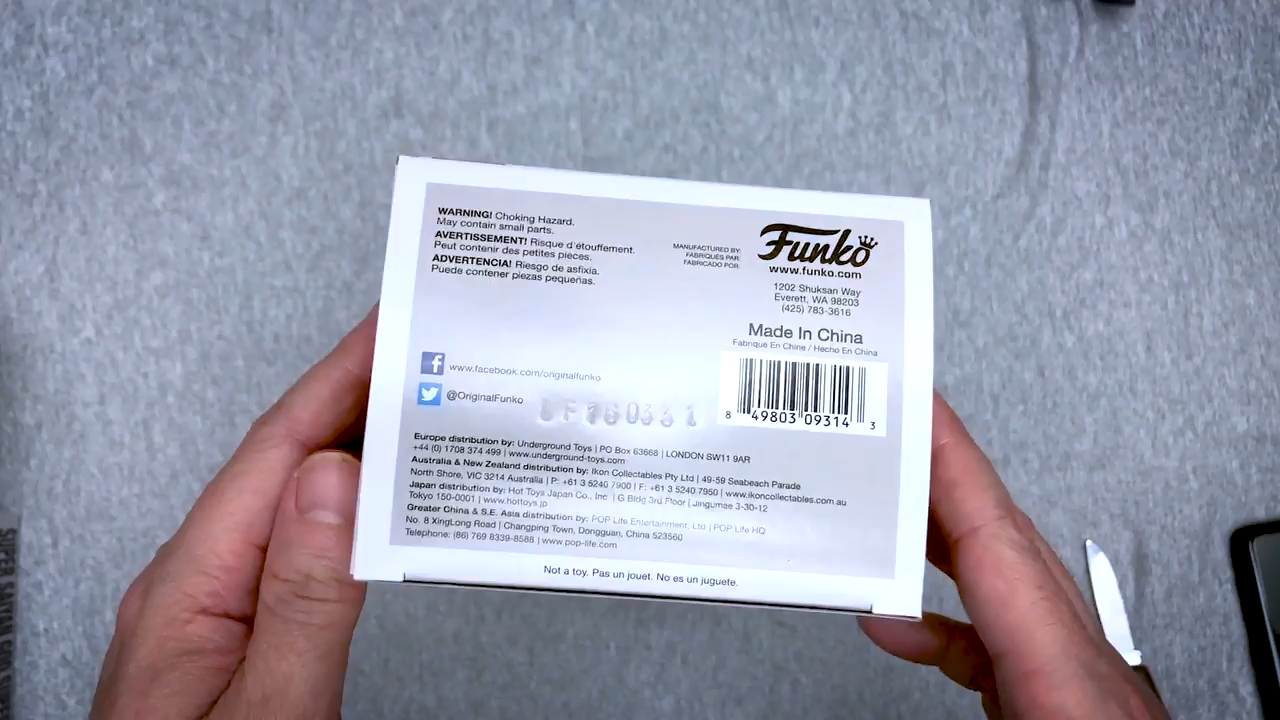 WARNING! Choking Hazard.
May contain small parts.
AVERTISSEMENT! Risque d'étouffement.
Peut contenir des petites pièces.
ADVERTENCIA! Riesgo de asfixia.
Puede contener piezas pequeñas.
MANUFACTURED BY:
FABRIQUÉS PAR:
FABRICADO POR:
Funko
www.funko.com
1202 Shuksan Way
Everett, WA 98203
(425) 783-3616
Made In China
Fabrique En Chine / Hecho En China
8 49803 09314 3
www.facebook.com/originalfunko
@OriginalFunko
Europe distribution by: Underground Toys | PO Box 63668 | LONDON SW11 9AR
+44 (0) 1708 374 499 | www.underground-toys.com
Australia & New Zealand distribution by: Ikon Collectables Pty Ltd | 49-59 Seabeach Parade
North Shore, VIC 3214 Australia | P: +61 3 5240 7900 | F: +61 3 5240 7950 | www.ikoncollectables.com.au
Japan distribution by: Hot Toys Japan Co., Inc. | G Bldg 3rd Floor | Jingumae 3-30-12
Tokyo 150-0001 | www.hottoys.jp
Greater China & S.E. Asia distribution by: POP Life Entertainment, Ltd | POP Life HQ
No. 8 XingLong Road | Changping Town, Dongguan, China 523560
Telephone: (86) 769 8339-8588 | www.pop-life.com
Not a toy. Pas un jouet. No es un juguete.